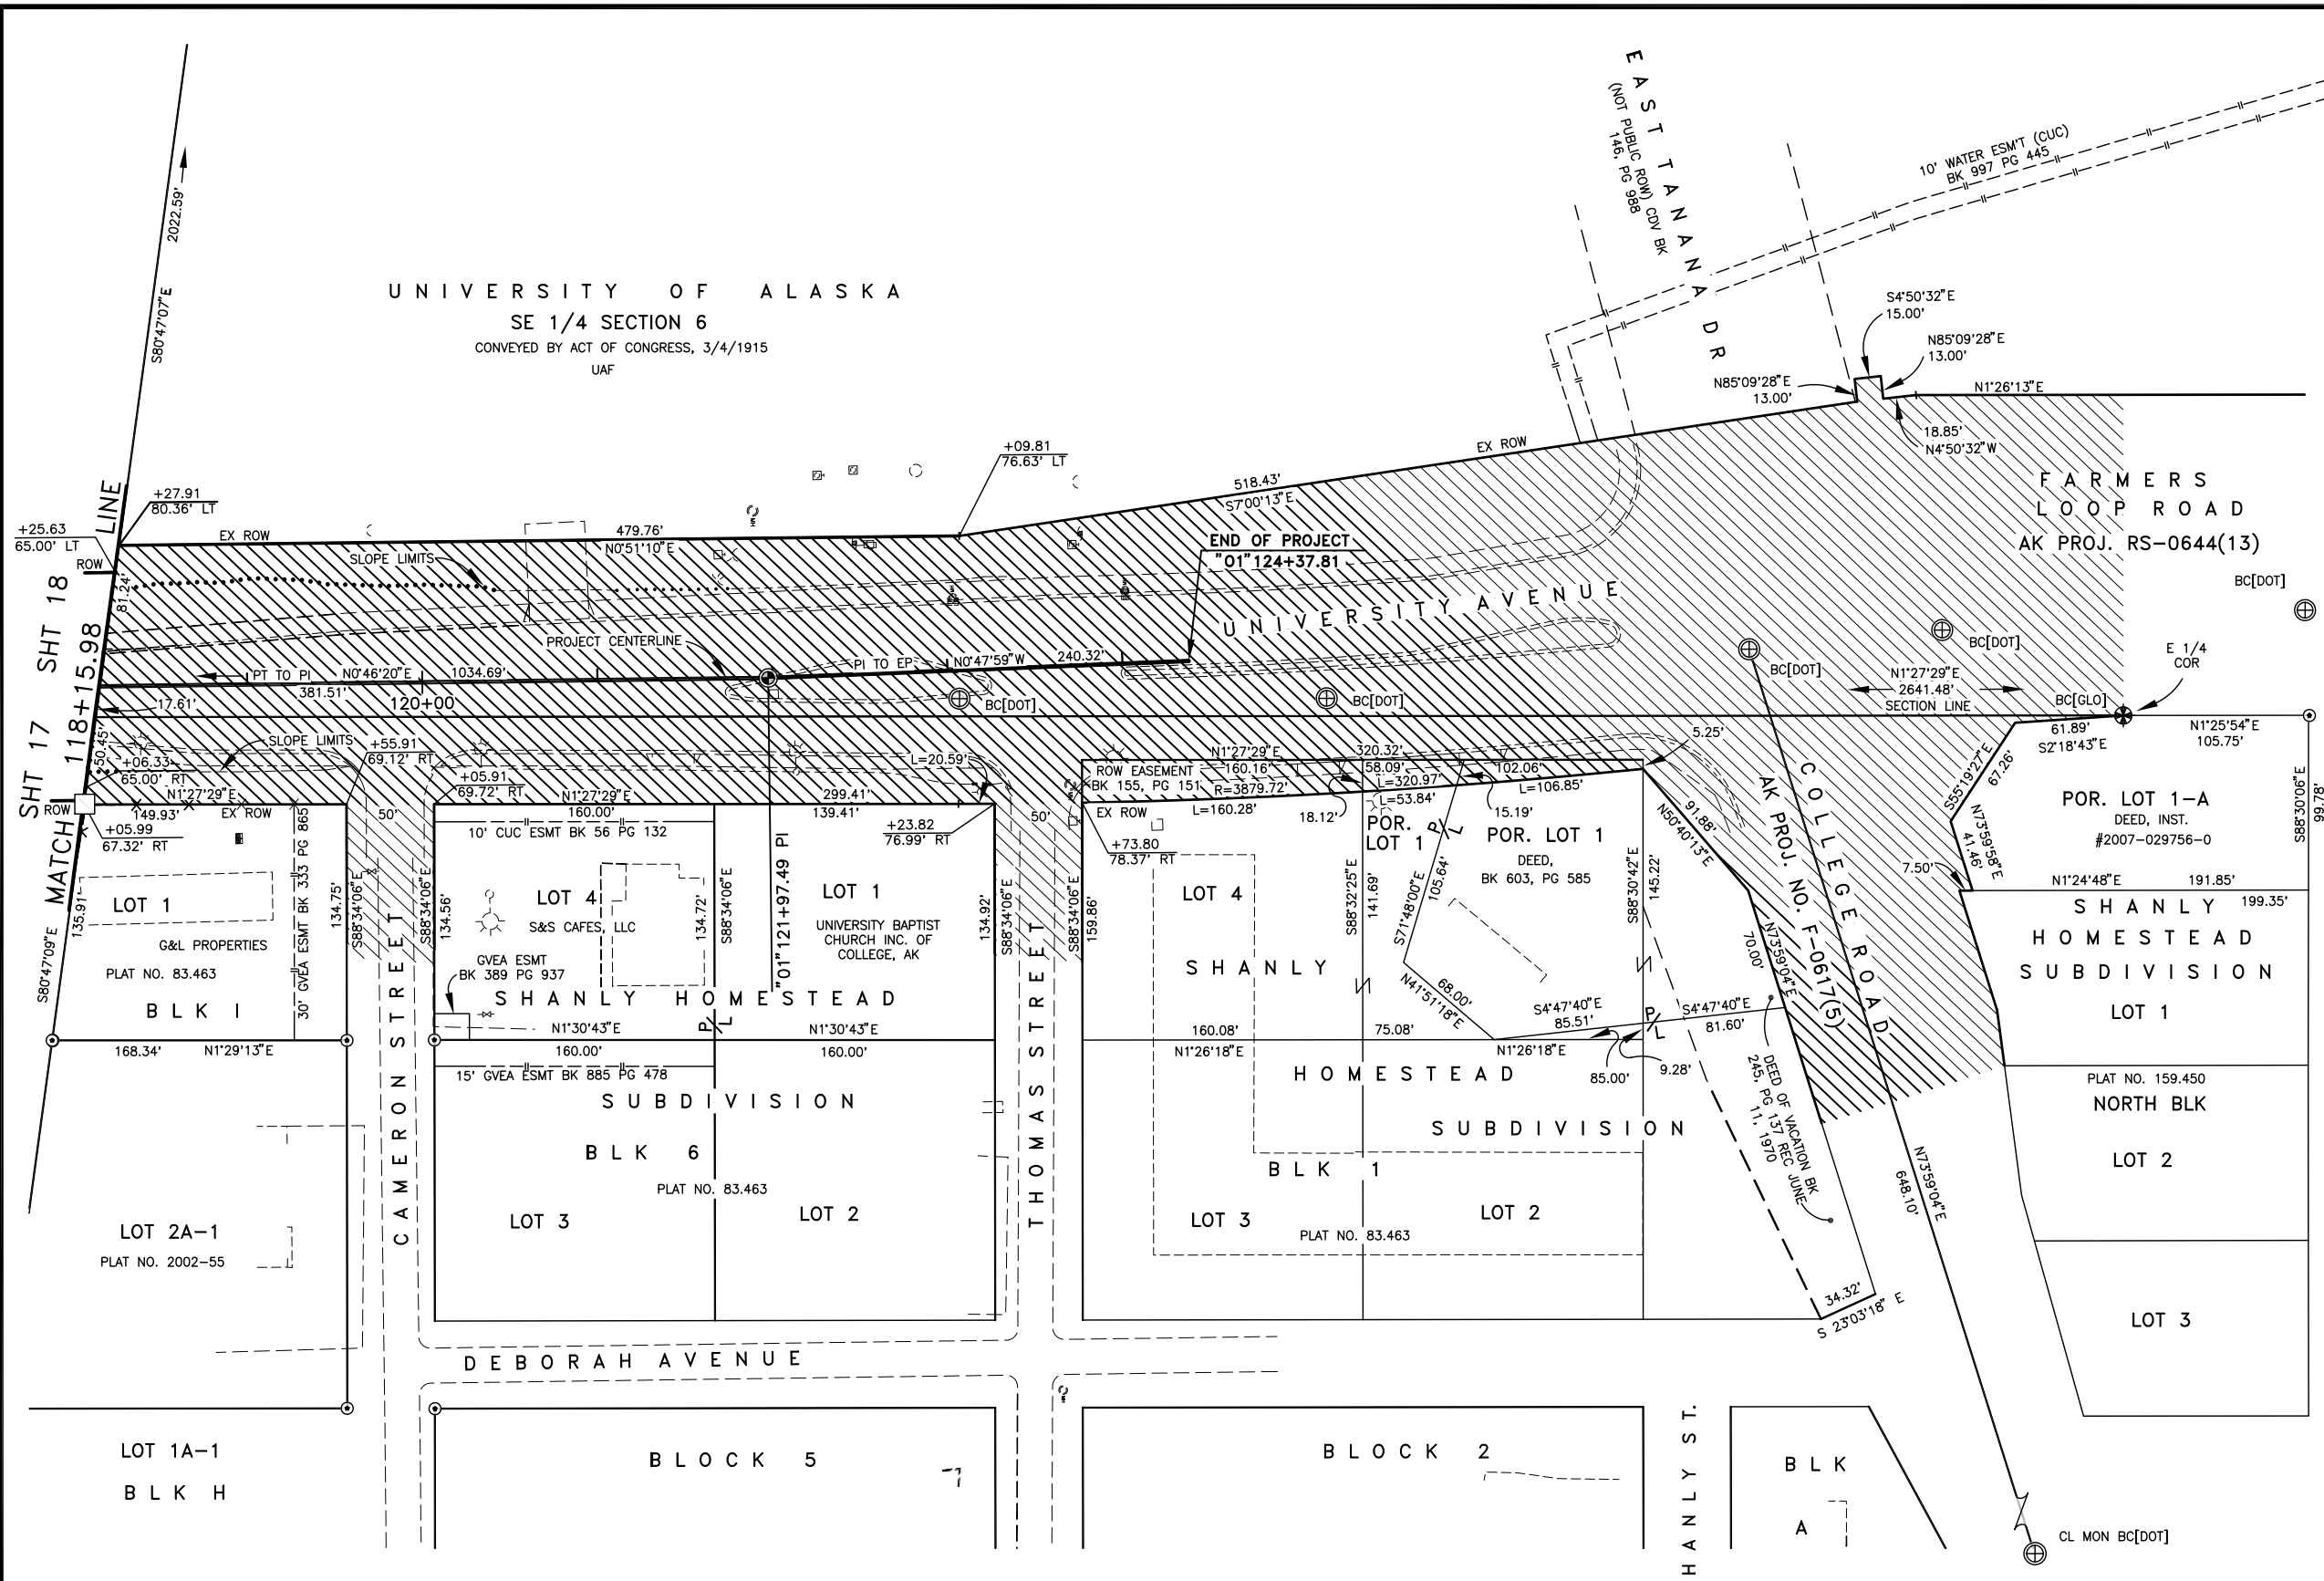 S80°47'07"E
2022.59'
UNIVERSITY OF ALASKA
SE 1/4 SECTION 6
CONVEYED BY ACT OF CONGRESS, 3/4/1915
UAF
EAST TANANA DR
(NOT PUBLIC ROW) CDV BK
146, PG 988
10' WATER ESM'T (CUC)
BK 997 PG 445
S4°50'32"E
15.00'
N85°09'28"E
13.00'
N85°09'28"E
13.00'
N1°26'13"E
18.85'
N4°50'32"W
FARMERS
LOOP ROAD
AK PROJ. RS-0644(13)
BC[DOT]
+27.91
80.36' LT
+25.63
65.00' LT
ROW
EX ROW
479.76'
N0°51'10"E
+09.81
76.63' LT
EX ROW
518.43'
S7°00'13"E
SLOPE LIMITS
END OF PROJECT
"01"124+37.81
UNIVERSITY AVENUE
PROJECT CENTERLINE
PT TO PI
N0°46'20"E
1034.69'
381.51'
120+00
PI TO EP
N0°47'59"W
240.32'
BC[DOT]
BC[DOT]
BC[DOT]
BC[DOT]
N1°27'29"E
2641.48'
SECTION LINE
BC[GLO]
E 1/4
COR
61.89'
S2°18'43"E
N1°25'54"E
105.75'
SHT 17 SHT 18
MATCH LINE
118+15.98
81.24'
17.61'
50.45'
SLOPE LIMITS
+06.33
65.00' RT
+55.91
69.12' RT
N1°27'29"E
149.93'
EX ROW
ROW
+05.99
67.32' RT
50'
+05.91
69.72' RT
N1°27'29"E
160.00'
299.41'
139.41'
L=20.59'
+23.82
76.99' RT
50'
ROW EASEMENT
BK 155, PG 151
N1°27'29"E
160.16'
R=3879.72'
320.32'
58.09'
L=320.97'
L=53.84'
102.06'
L=106.85'
5.25'
EX ROW
L=160.28'
18.12'
15.19'
+73.80
78.37' RT
S80°47'09"E
135.91'
LOT 1
G&L PROPERTIES
PLAT NO. 83.463
BLK I
30' GVEA ESMT BK 333 PG 865
134.75'
S88°34'06"E
168.34'
N1°29'13"E
CAMERON STREET
S88°34'06"E
134.56'
10' CUC ESMT BK 56 PG 132
LOT 4
S&S CAFES, LLC
GVEA ESMT
BK 389 PG 937
134.72'
S88°34'06"E
"01"121+97.49 PI
LOT 1
UNIVERSITY BAPTIST
CHURCH INC. OF
COLLEGE, AK
134.92'
S88°34'06"E
SHANLY HOMESTEAD
P/L
N1°30'43"E
160.00'
N1°30'43"E
160.00'
15' GVEA ESMT BK 885 PG 478
SUBDIVISION
BLK 6
PLAT NO. 83.463
LOT 3
LOT 2
THOMAS STREET
S88°34'06"E
159.86'
LOT 4
SHANLY
POR.
LOT 1
P/L
POR. LOT 1
DEED,
BK 603, PG 585
S88°32'25"E
141.69'
S71°48'00"E
105.64'
N41°51'18"E
68.00'
S88°30'42"E
145.22'
N50°40'13"E
91.88'
160.08'
N1°26'18"E
75.08'
S4°47'40"E
85.51'
N1°26'18"E
85.00'
P/L
S4°47'40"E
81.60'
9.28'
HOMESTEAD
SUBDIVISION
BLK 1
LOT 3
PLAT NO. 83.463
LOT 2
N73°59'04"E
70.00'
AK PROJ. NO. F-0617(5)
COLLEGE ROAD
DEED OF VACATION BK
245, PG 137 REC JUNE
11, 1970
34.32'
S 23°03'18" E
N73°59'04"E
648.10'
S55°19'27"E
67.26'
N73°59'58"E
41.46'
7.50'
POR. LOT 1-A
DEED, INST.
#2007-029756-0
S88°30'06"E
99.78'
N1°24'48"E
191.85'
199.35'
SHANLY
HOMESTEAD
SUBDIVISION
LOT 1
PLAT NO. 159.450
NORTH BLK
LOT 2
LOT 3
LOT 2A-1
PLAT NO. 2002-55
DEBORAH AVENUE
LOT 1A-1
BLK H
BLOCK 5
BLOCK 2
HANLY ST.
BLK
A
CL MON BC[DOT]